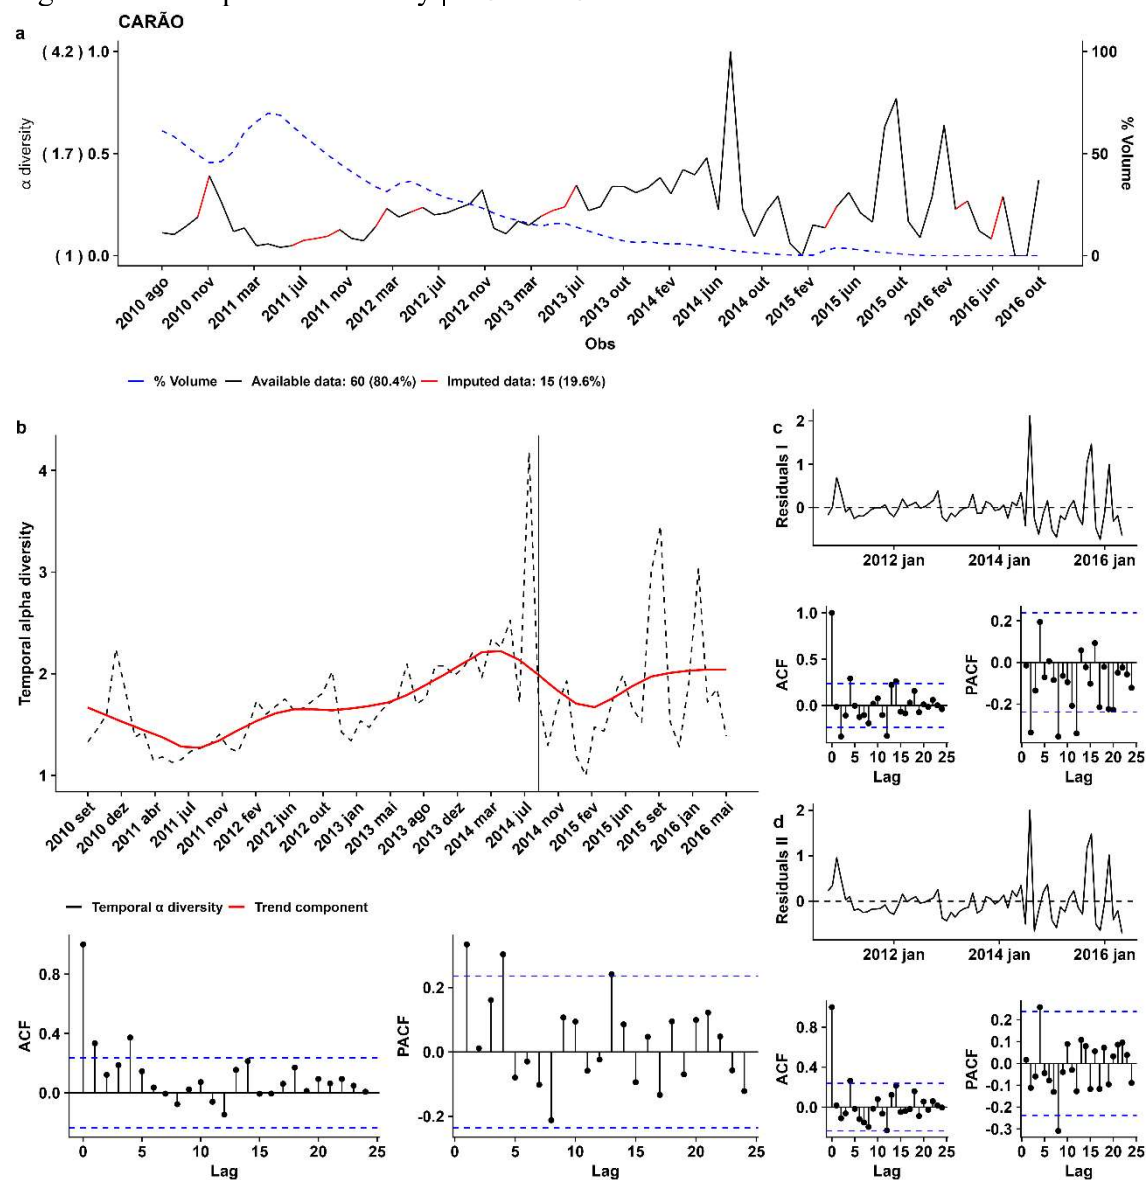 CARÃO
a
( 4.2 ) 1.0
( 1.7 ) 0.5
( 1 ) 0.0
α diversity
100
50
0
% Volume
2010 ago
2010 nov
2011 mar
2011 jul
2011 nov
2012 mar
2012 jul
2012 nov
2013 mar
2013 jul
2013 out
2014 fev
2014 jun
2014 out
2015 fev
2015 jun
2015 out
2016 fev
2016 jun
2016 out
Obs
% Volume Available data: 60 (80.4%) Imputed data: 15 (19.6%)
b
4
3
2
1
Temporal alpha diversity
2010 set
2010 dez
2011 abr
2011 jul
2011 nov
2012 fev
2012 jun
2012 out
2013 jan
2013 mai
2013 ago
2013 dez
2014 mar
2014 jul
2014 nov
2015 fev
2015 jun
2015 set
2016 jan
2016 mai
Temporal α diversity Trend component
0.8
0.4
0.0
ACF
0 5 10 15 20 25
Lag
0.2
0.0
-0.2
PACF
0 5 10 15 20 25
Lag
c
2
1
0
Residuals I
2012 jan 2014 jan 2016 jan
1.0
0.5
0.0
ACF
0 5 10 15 20 25
Lag
0.2
0.0
-0.2
PACF
0 5 10 15 20 25
Lag
d
2
1
0
Residuals II
2012 jan 2014 jan 2016 jan
0.8
0.4
0.0
ACF
0 5 10 15 20 25
Lag
0.2
0.1
0.0
-0.1
-0.2
-0.3
PACF
0 5 10 15 20 25
Lag